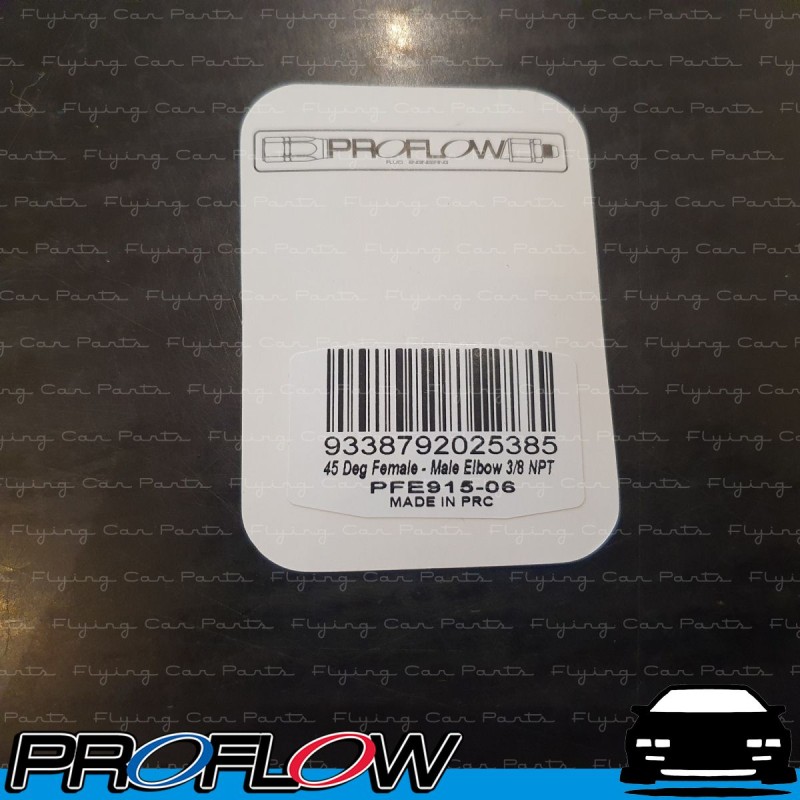 Flying Car Parts
PROFLOW
9338792025385
45 Deg Female - Male Elbow 3/8 NPT
PFE915-06
MADE IN PRC
PROFLOW